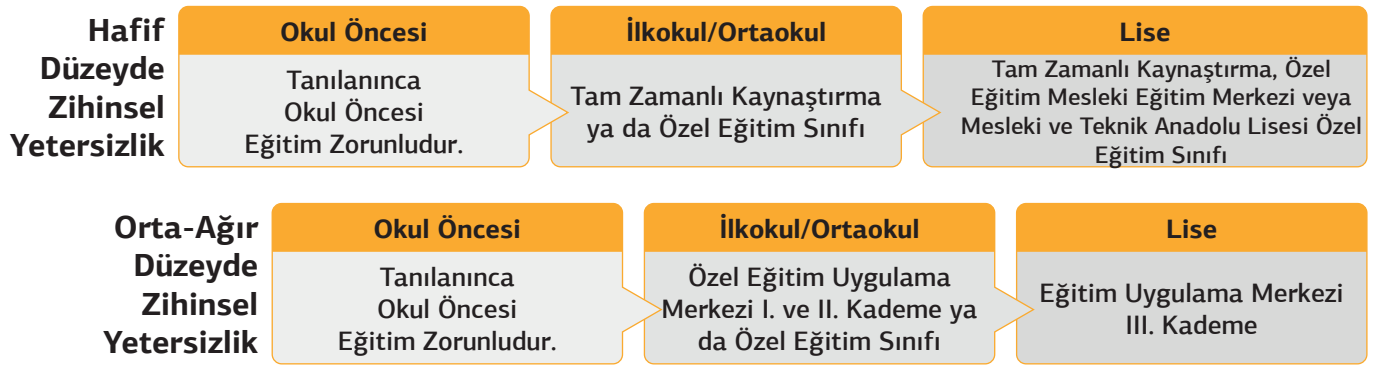 Hafif
Düzeyde
Zihinsel
Yetersizlik
Okul Öncesi
Tanılanınca
Okul Öncesi
Eğitim Zorunludur.
İlkokul/Ortaokul
Tam Zamanlı Kaynaştırma
ya da Özel Eğitim Sınıfı
Lise
Tam Zamanlı Kaynaştırma, Özel
Eğitim Mesleki Eğitim Merkezi veya
Mesleki ve Teknik Anadolu Lisesi Özel
Eğitim Sınıfı
Orta-Ağır
Düzeyde
Zihinsel
Yetersizlik
Okul Öncesi
Tanılanınca
Okul Öncesi
Eğitim Zorunludur.
İlkokul/Ortaokul
Özel Eğitim Uygulama
Merkezi I. ve II. Kademe ya
da Özel Eğitim Sınıfı
Lise
Eğitim Uygulama Merkezi
III. Kademe